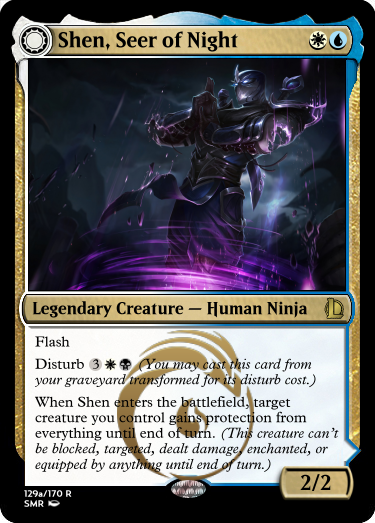 Shen, Seer of Night
Legendary Creature — Human Ninja
Flash
Disturb 3 (You may cast this card from
your graveyard transformed for its disturb cost.)
When Shen enters the battlefield, target
creature you control gains protection from
everything until end of turn. (This creature can't
be blocked, targeted, dealt damage, enchanted, or
equipped by anything until end of turn.)
2/2
129a/170 R
SMR